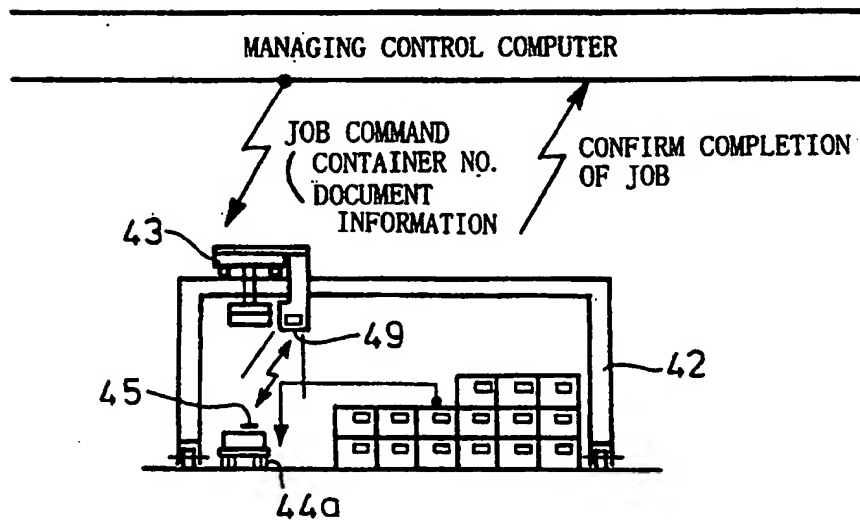 MANAGING CONTROL COMPUTER
JOB COMMAND
( CONTAINER NO.
DOCUMENT
INFORMATION
CONFIRM COMPLETION
OF JOB
43
49
42
45
44a